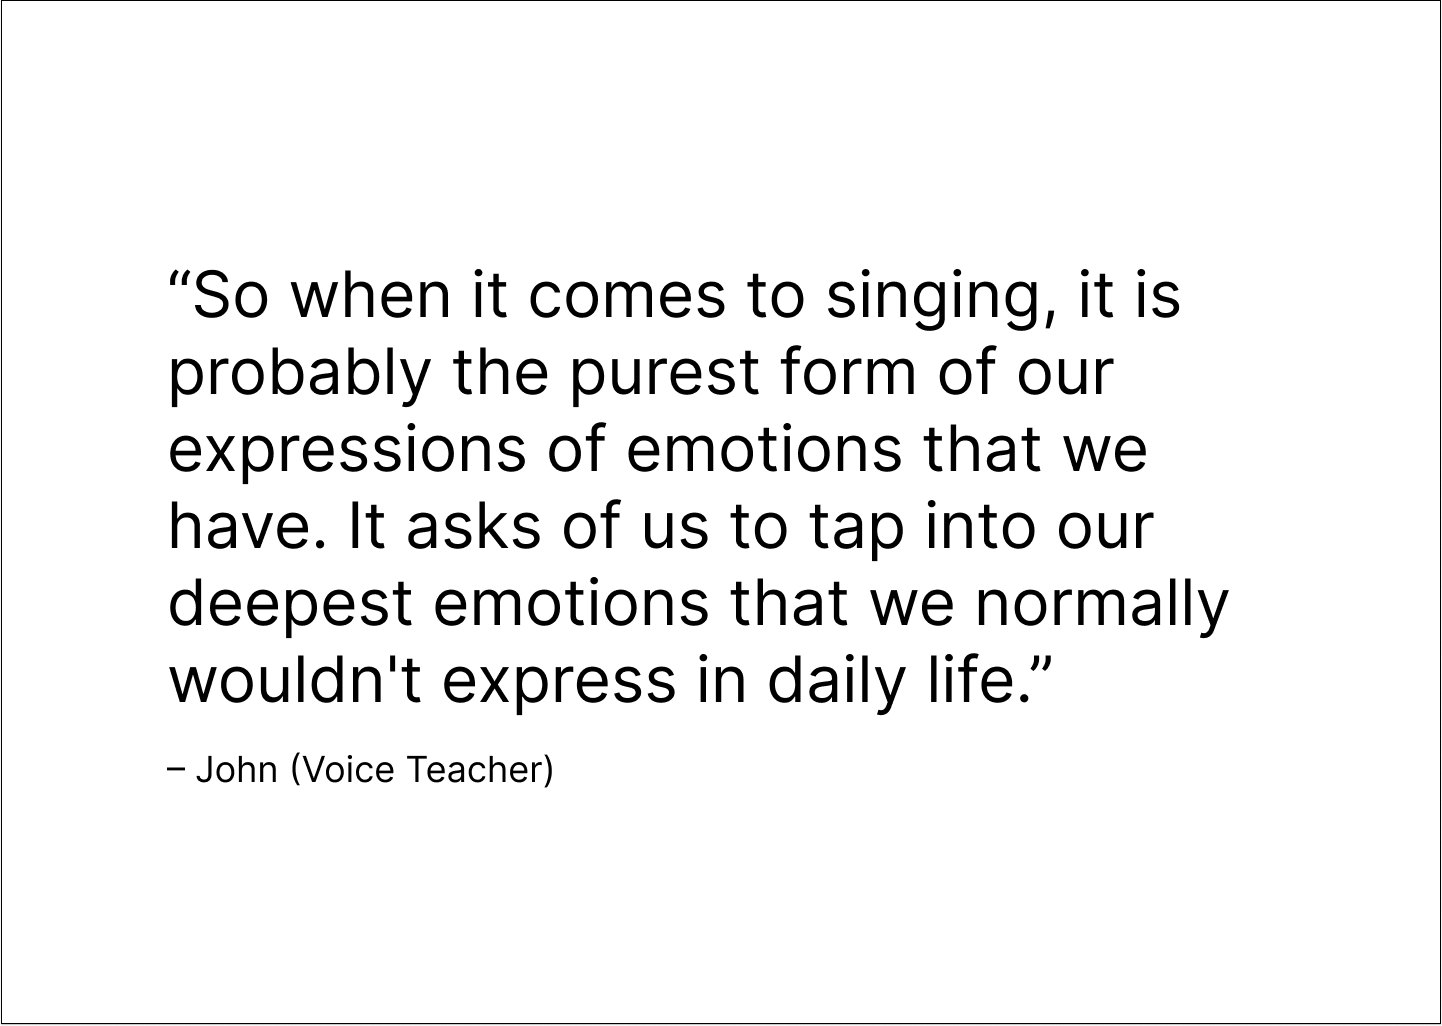 “So when it comes to singing, it is
probably the purest form of our
expressions of emotions that we
have. It asks of us to tap into our
deepest emotions that we normally
wouldn't express in daily life.”
– John (Voice Teacher)